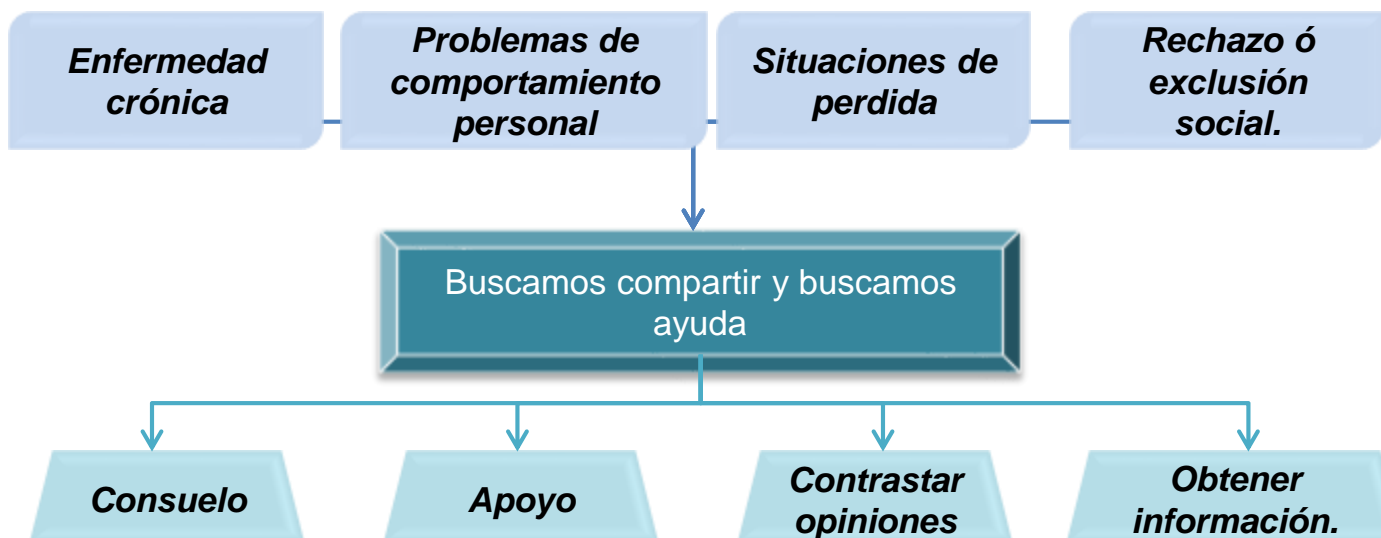 Enfermedad
crónica
Problemas de
comportamiento
personal
Situaciones de
perdida
Rechazo ó
exclusión
social.
Buscamos compartir y buscamos
ayuda
Consuelo
Apoyo
Contrastar
opiniones
Obtener
información.